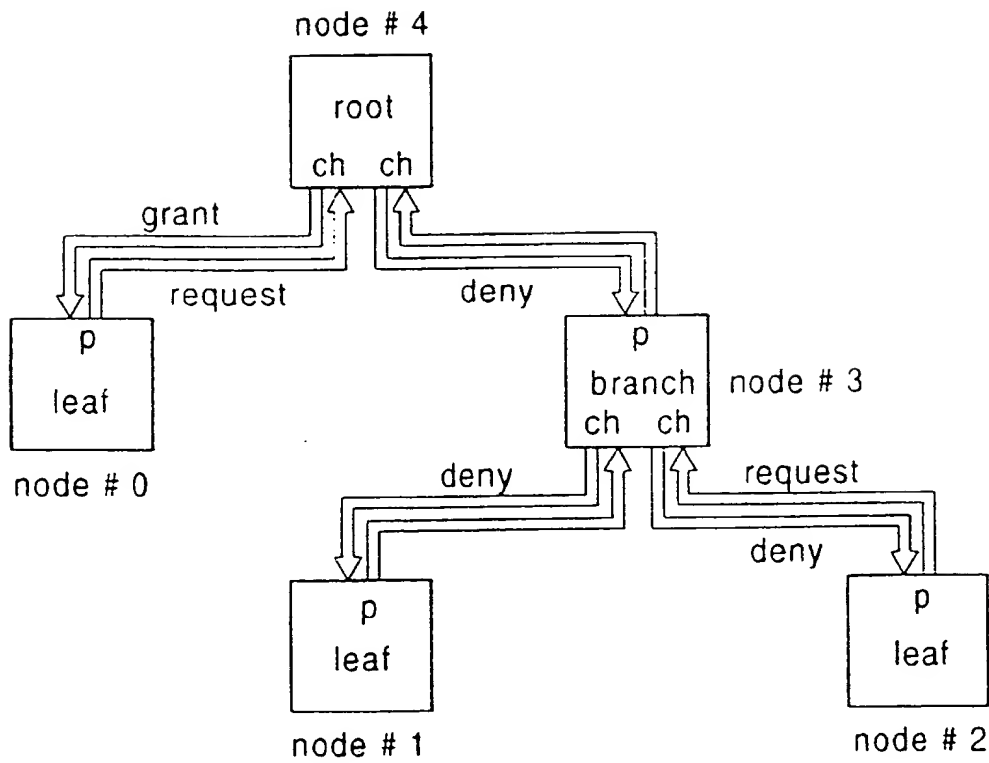 node # 4
root
ch ch
grant
request
deny
p
leaf
node # 0
p
branch
ch ch
node # 3
deny
request
deny
p
leaf
node # 1
p
leaf
node # 2